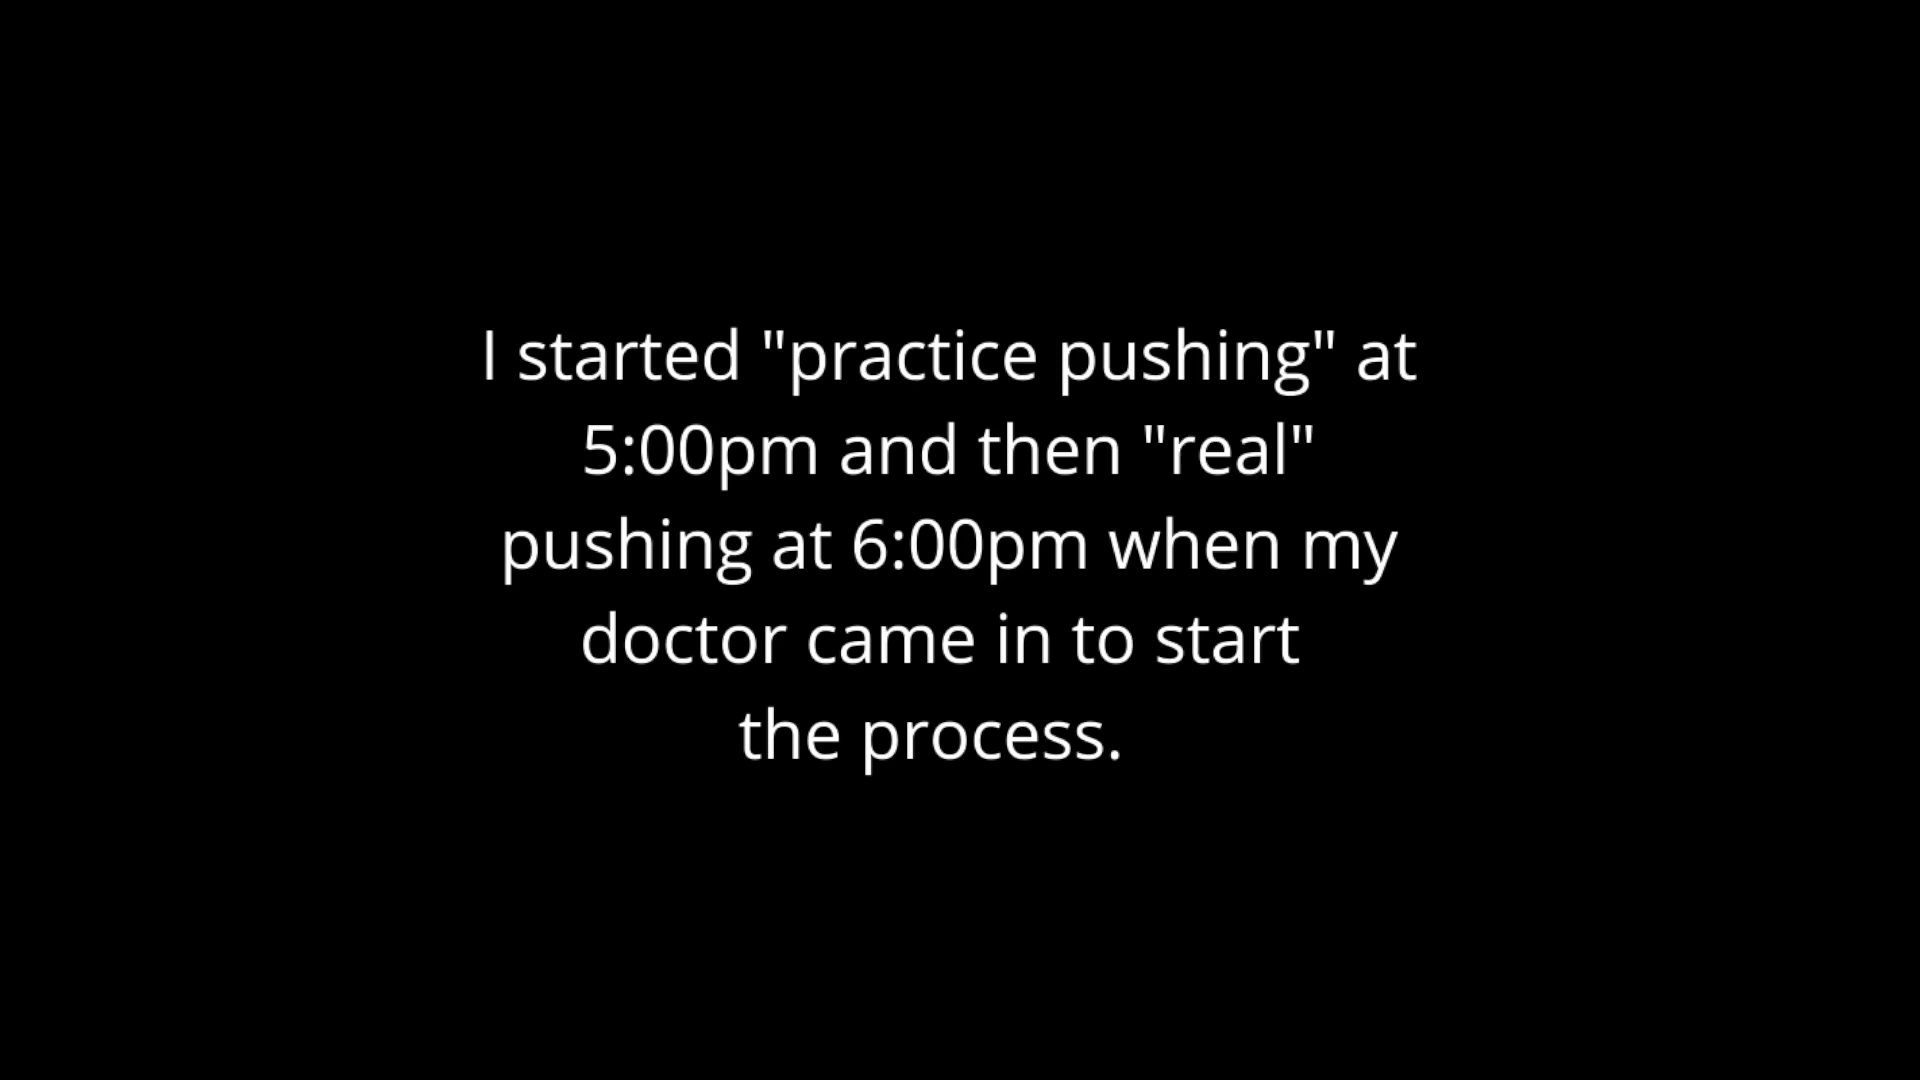 I started "practice pushing" at
5:00pm and then "real"
pushing at 6:00pm when my
doctor came in to start
the process.